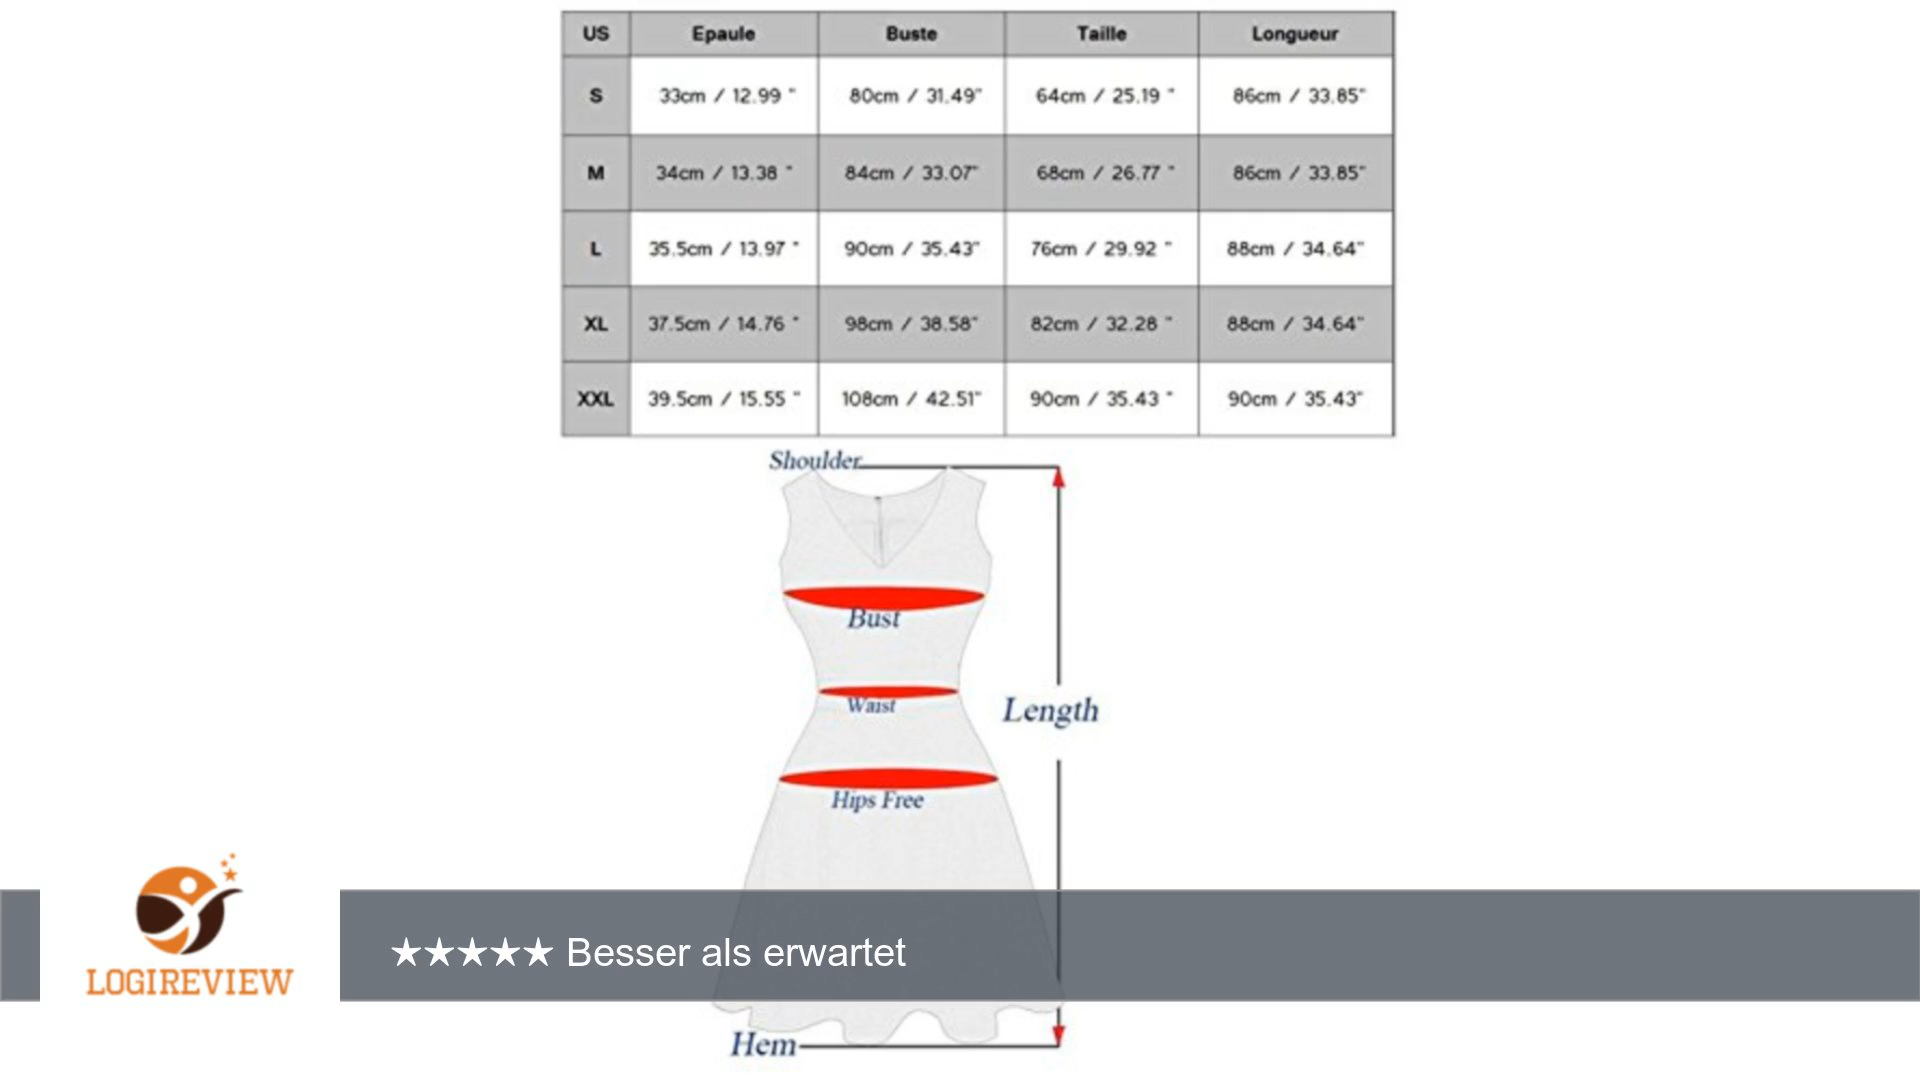 US Epaule Buste Taille Longueur
S 33cm / 12.99 " 80cm / 31.49" 64cm / 25.19 " 86cm / 33.85"
M 34cm / 13.38 " 84cm / 33.07" 68cm / 26.77 " 86cm / 33.85"
L 35.5cm / 13.97 " 90cm / 35.43" 76cm / 29.92 " 88cm / 34.64"
XL 37.5cm / 14.76 " 98cm / 38.58" 82cm / 32.28 " 88cm / 34.64"
XXL 39.5cm / 15.55 " 108cm / 42.51" 90cm / 35.43 " 90cm / 35.43"
Shoulder
Bust
Waist
Length
Hips Free
★★★★★ Besser als erwartet
LOGIREVIEW
Hem